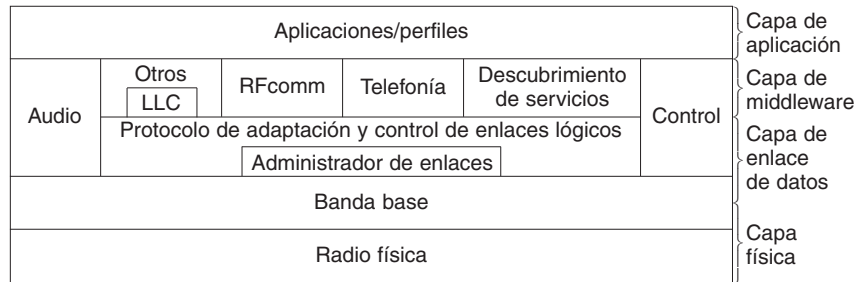 Aplicaciones/perfiles
Capa de
aplicación
Audio
Otros
LLC
RFcomm
Telefonía
Descubrimiento
de servicios
Control
Capa de
middleware
Protocolo de adaptación y control de enlaces lógicos
Administrador de enlaces
Capa de
enlace
de datos
Banda base
Radio física
Capa
física